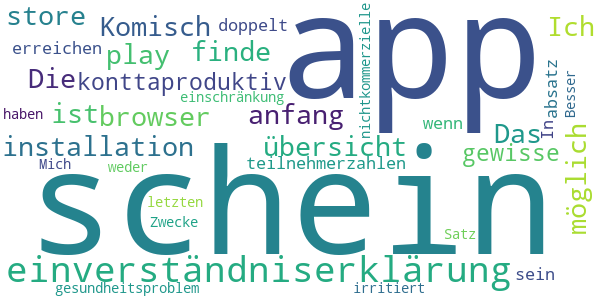 store
Komisch
doppelt
app
nichtkommerzielle
Ich
erreichen
play
finde
Die
konttaproduktiv
absatz
Besser
einschränkung
haben
ist
browser
anfang
wenn
Das
In
möglich
installation
übersicht
gewisse
Mich
weder
teilnehmerzahlen
schein
letzten
Zwecke
Satz
einverständniserklärung
sein
gesundheitsproblem
irritiert